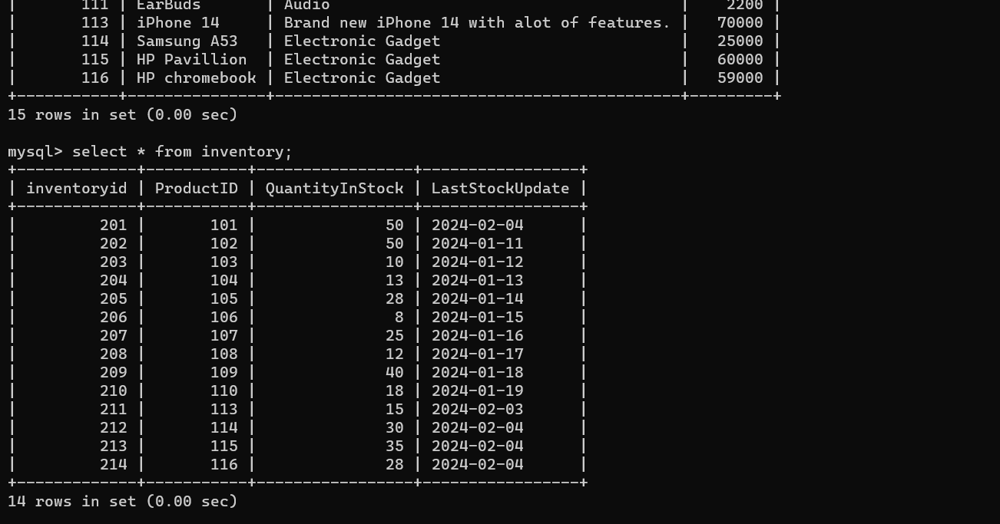 |       111 | EarBuds       | Audio                                      |    2200 |
|       113 | iPhone 14     | Brand new iPhone 14 with alot of features. |   70000 |
|       114 | Samsung A53   | Electronic Gadget                          |   25000 |
|       115 | HP Pavillion  | Electronic Gadget                          |   60000 |
|       116 | HP chromebook | Electronic Gadget                          |   59000 |
+-----------+---------------+--------------------------------------------+---------+
15 rows in set (0.00 sec)

mysql> select * from inventory;
+-------------+-----------+-----------------+-----------------+
| inventoryid | ProductID | QuantityInStock | LastStockUpdate |
+-------------+-----------+-----------------+-----------------+
|         201 |       101 |              50 | 2024-02-04      |
|         202 |       102 |              50 | 2024-01-11      |
|         203 |       103 |              10 | 2024-01-12      |
|         204 |       104 |              13 | 2024-01-13      |
|         205 |       105 |              28 | 2024-01-14      |
|         206 |       106 |               8 | 2024-01-15      |
|         207 |       107 |              25 | 2024-01-16      |
|         208 |       108 |              12 | 2024-01-17      |
|         209 |       109 |              40 | 2024-01-18      |
|         210 |       110 |              18 | 2024-01-19      |
|         211 |       113 |              15 | 2024-02-03      |
|         212 |       114 |              30 | 2024-02-04      |
|         213 |       115 |              35 | 2024-02-04      |
|         214 |       116 |              28 | 2024-02-04      |
+-------------+-----------+-----------------+-----------------+
14 rows in set (0.00 sec)